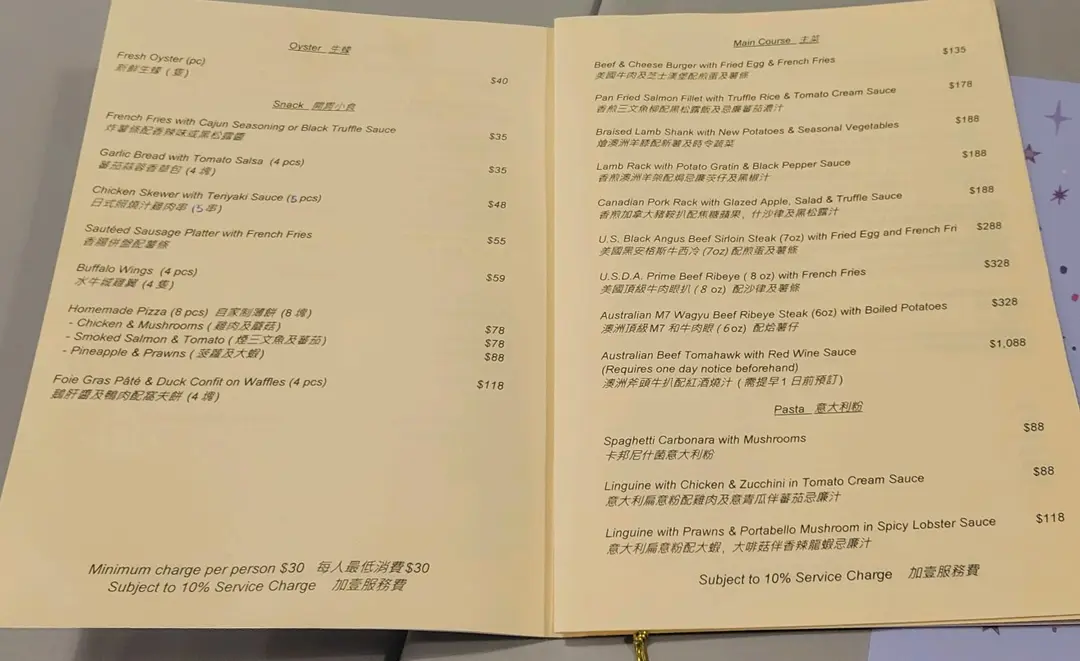 Oyster 生蠔
Fresh Oyster (pc)
新鮮生蠔 (隻)
$40
Snack 開胃小食
French Fries with Cajun Seasoning or Black Truffle Sauce
炸薯條配香辣味或黑松露醬
$35
Garlic Bread with Tomato Salsa (4 pcs)
蕃茄蒜蓉香草包 (4 塊)
$35
Chicken Skewer with Teriyaki Sauce (5 pcs)
日式照燒汁雞肉串 (5 串)
$48
Sautéed Sausage Platter with French Fries
香腸併盤配薯條
$55
Buffalo Wings (4 pcs)
水牛城雞翼 (4 隻)
$59
Homemade Pizza (8 pcs) 自家制薄餅 (8 塊)
- Chicken & Mushrooms (雞肉及蘑菇) $78
- Smoked Salmon & Tomato (煙三文魚及蕃茄) $78
- Pineapple & Prawns (菠蘿及大蝦) $88
Foie Gras Pâté & Duck Confit on Waffles (4 pcs)
鵝肝醬及鴨肉配窩夫餅 (4 塊)
$118
Minimum charge per person $30 每人最低消費$30
Subject to 10% Service Charge 加壹服務費
Main Course 主菜
Beef & Cheese Burger with Fried Egg & French Fries
美國牛肉及芝士漢堡配煎蛋及薯條
$135
Pan Fried Salmon Fillet with Truffle Rice & Tomato Cream Sauce
香煎三文魚柳配黑松露飯及忌廉蕃茄濃汁
$178
Braised Lamb Shank with New Potatoes & Seasonal Vegetables
燴澳洲羊膝配新薯及時令蔬菜
$188
Lamb Rack with Potato Gratin & Black Pepper Sauce
香煎澳洲羊架配焗忌廉茨仔及黑椒汁
$188
Canadian Pork Rack with Glazed Apple, Salad & Truffle Sauce
香煎加拿大豬鞍扒配焦糖蘋果、什沙律及黑松露汁
$188
U.S. Black Angus Beef Sirloin Steak (7oz) with Fried Egg and French Fri
美國黑安格斯牛西冷 (7oz) 配煎蛋及薯條
$288
U.S.D.A. Prime Beef Ribeye ( 8 oz) with French Fries
美國頂級牛肉眼扒 ( 8 oz) 配沙律及薯條
$328
Australian M7 Wagyu Beef Ribeye Steak (6oz) with Boiled Potatoes
澳洲頂級M7 和牛肉眼 ( 6oz) 配烚薯仔
$328
Australian Beef Tomahawk with Red Wine Sauce
(Requires one day notice beforehand)
澳洲斧頭牛扒配紅酒燒汁 (需提早1日前預訂)
$1,088
Pasta 意大利粉
Spaghetti Carbonara with Mushrooms
卡邦尼什菌意大利粉
$88
Linguine with Chicken & Zucchini in Tomato Cream Sauce
意大利扁意粉配雞肉及意青瓜伴蕃茄忌廉汁
$88
Linguine with Prawns & Portabello Mushroom in Spicy Lobster Sauce
意大利扁意粉配大蝦、大啡菇伴香辣龍蝦忌廉汁
$118
Subject to 10% Service Charge 加壹服務費